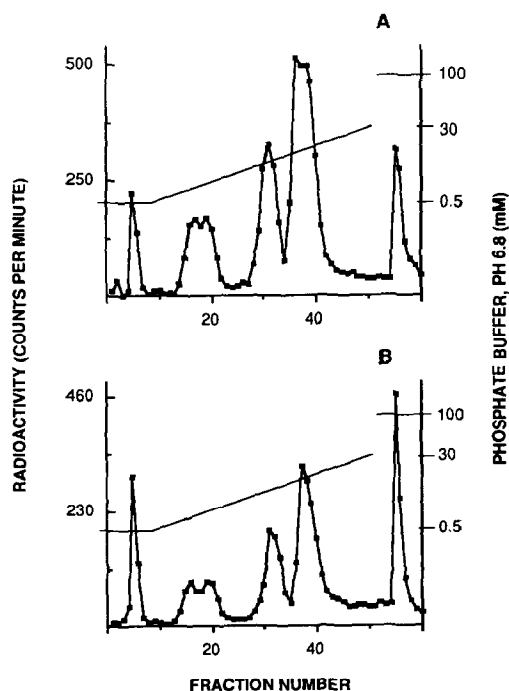 A
500
250
100
30
0.5
20
40
B
460
230
100
30
0.5
20
40
RADIOACTIVITY (COUNTS PER MINUTE)
PHOSPHATE BUFFER, PH 6.8 (mM)
FRACTION NUMBER